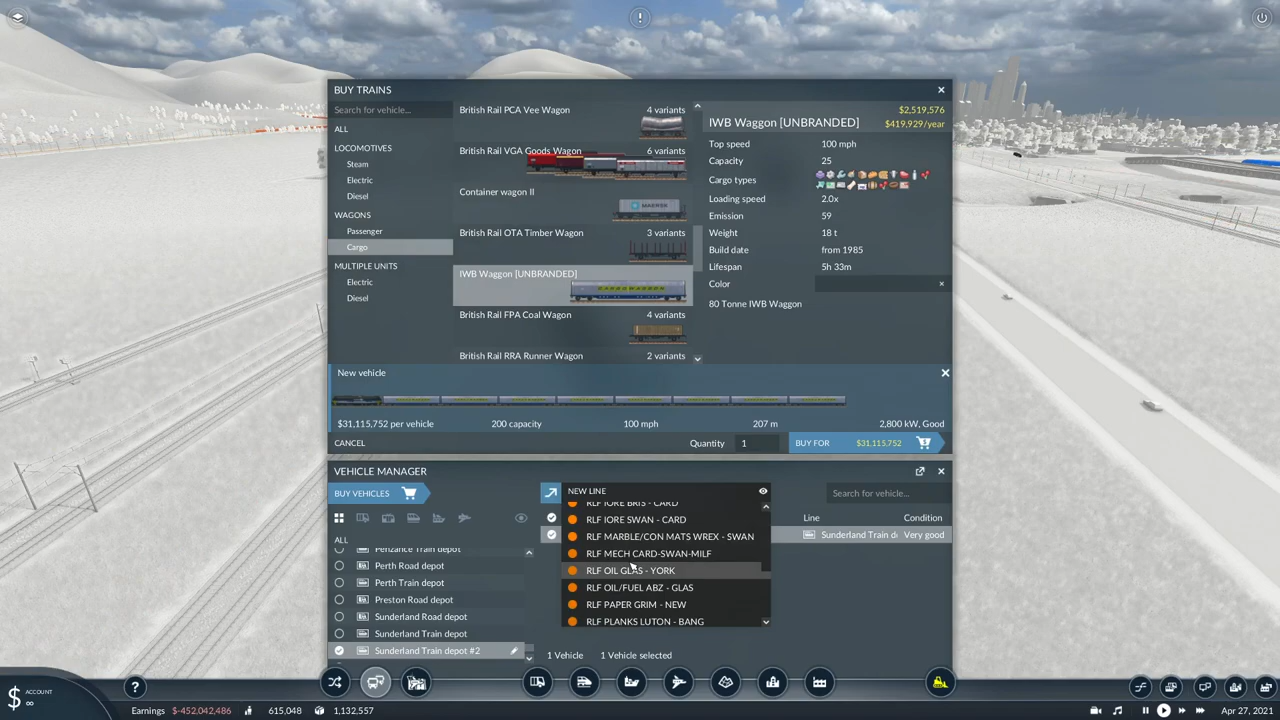 BUY TRAINS
Search for vehicle...
ALL
LOCOMOTIVES
Steam
Electric
Diesel
WAGONS
Passenger
Cargo
MULTIPLE UNITS
Electric
Diesel
British Rail PCA Vee Wagon 4 variants
British Rail VGA Goods Wagon 6 variants
Container wagon II
British Rail OTA Timber Wagon 3 variants
IWB Waggon [UNBRANDED]
British Rail FPA Coal Wagon 4 variants
British Rail RRA Runner Wagon 2 variants
$2,519,576
IWB Waggon [UNBRANDED] $419,929/year
Top speed 100 mph
Capacity 25
Cargo types
Loading speed 2.0x
Emission 59
Weight 18 t
Build date from 1985
Lifespan 5h 33m
Color
80 Tonne IWB Waggon
New vehicle
$31,115,752 per vehicle 200 capacity 100 mph 207 m 2,800 kW, Good
CANCEL Quantity 1 BUY FOR $31,115,752
VEHICLE MANAGER
BUY VEHICLES
ALL
Penzance Train depot
Perth Road depot
Perth Train depot
Preston Road depot
Sunderland Road depot
Sunderland Train depot
Sunderland Train depot #2
NEW LINE
RLF IORE BRIS - CARD
RLF IORE SWAN - CARD
RLF MARBLE/CON MATS WREX - SWAN
RLF MECH CARD-SWAN-MILF
RLF OIL GLAS - YORK
RLF OIL/FUEL ABZ - GLAS
RLF PAPER GRIM - NEW
RLF PLANKS LUTON - BANG
Search for vehicle...
Line Condition
Sunderland Train d Very good
1 Vehicle 1 Vehicle selected
$ ACCOUNT
∞
?
Earnings $-452,042,486 615,048 1,132,557
Apr 27, 2021